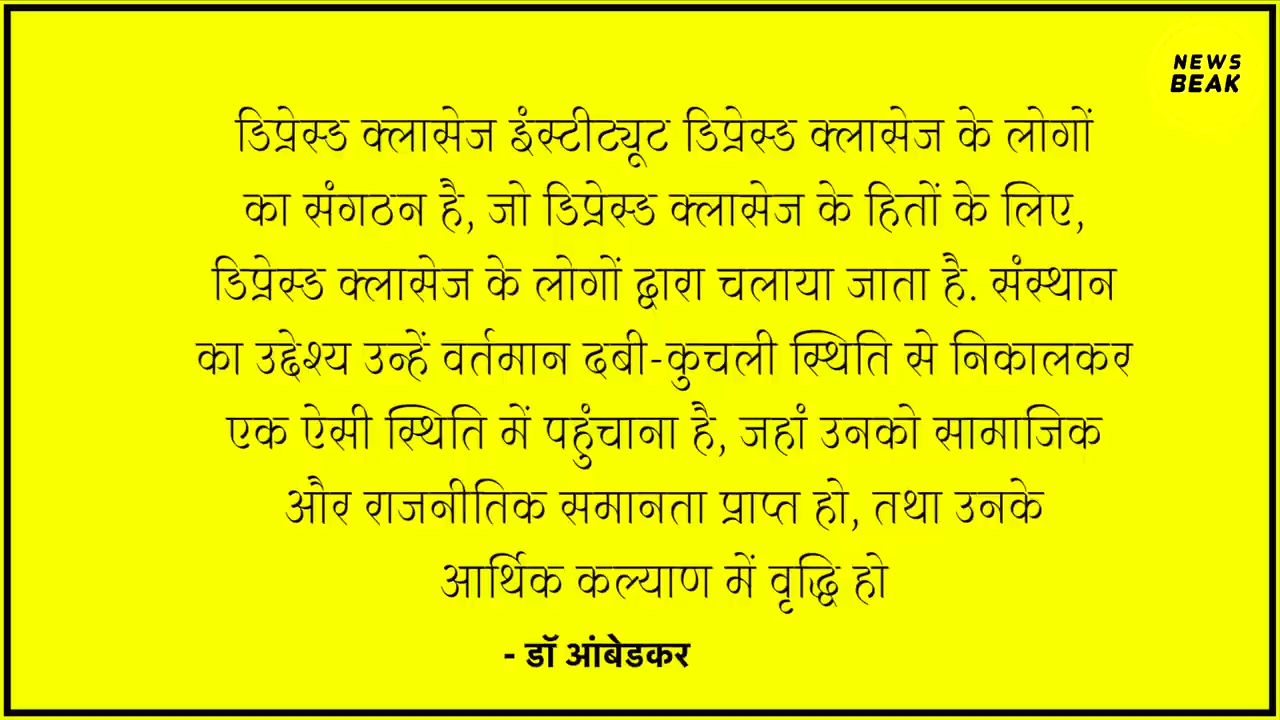 NEWS
BEAK
डिप्रेस्ड क्लासेज इंस्टीट्यूट डिप्रेस्ड क्लासेज के लोगों
का संगठन है, जो डिप्रेस्ड क्लासेज के हितों के लिए,
डिप्रेस्ड क्लासेज के लोगों द्वारा चलाया जाता है. संस्थान
का उद्देश्य उन्हें वर्तमान दबी-कुचली स्थिति से निकालकर
एक ऐसी स्थिति में पहुंचाना है, जहां उनको सामाजिक
और राजनीतिक समानता प्राप्त हो, तथा उनके
आर्थिक कल्याण में वृद्धि हो
- डॉ आंबेडकर